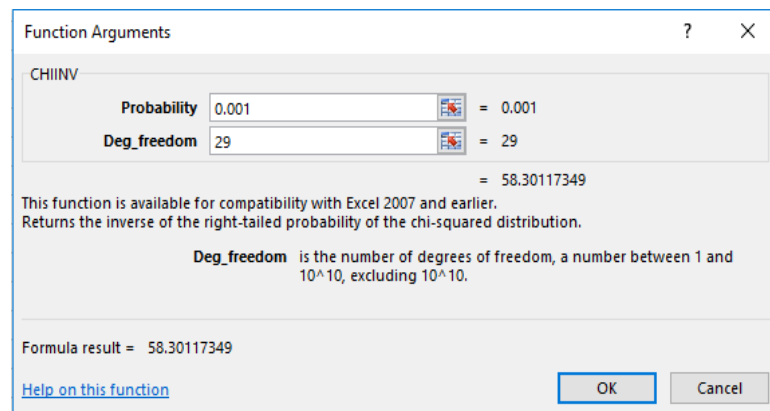 Function Arguments ? ×
CHIINV
Probability 0.001 = 0.001
Deg_freedom 29 = 29
= 58.30117349
This function is available for compatibility with Excel 2007 and earlier.
Returns the inverse of the right-tailed probability of the chi-squared distribution.
Deg_freedom is the number of degrees of freedom, a number between 1 and
10^10, excluding 10^10.
Formula result = 58.30117349
Help on this function OK Cancel